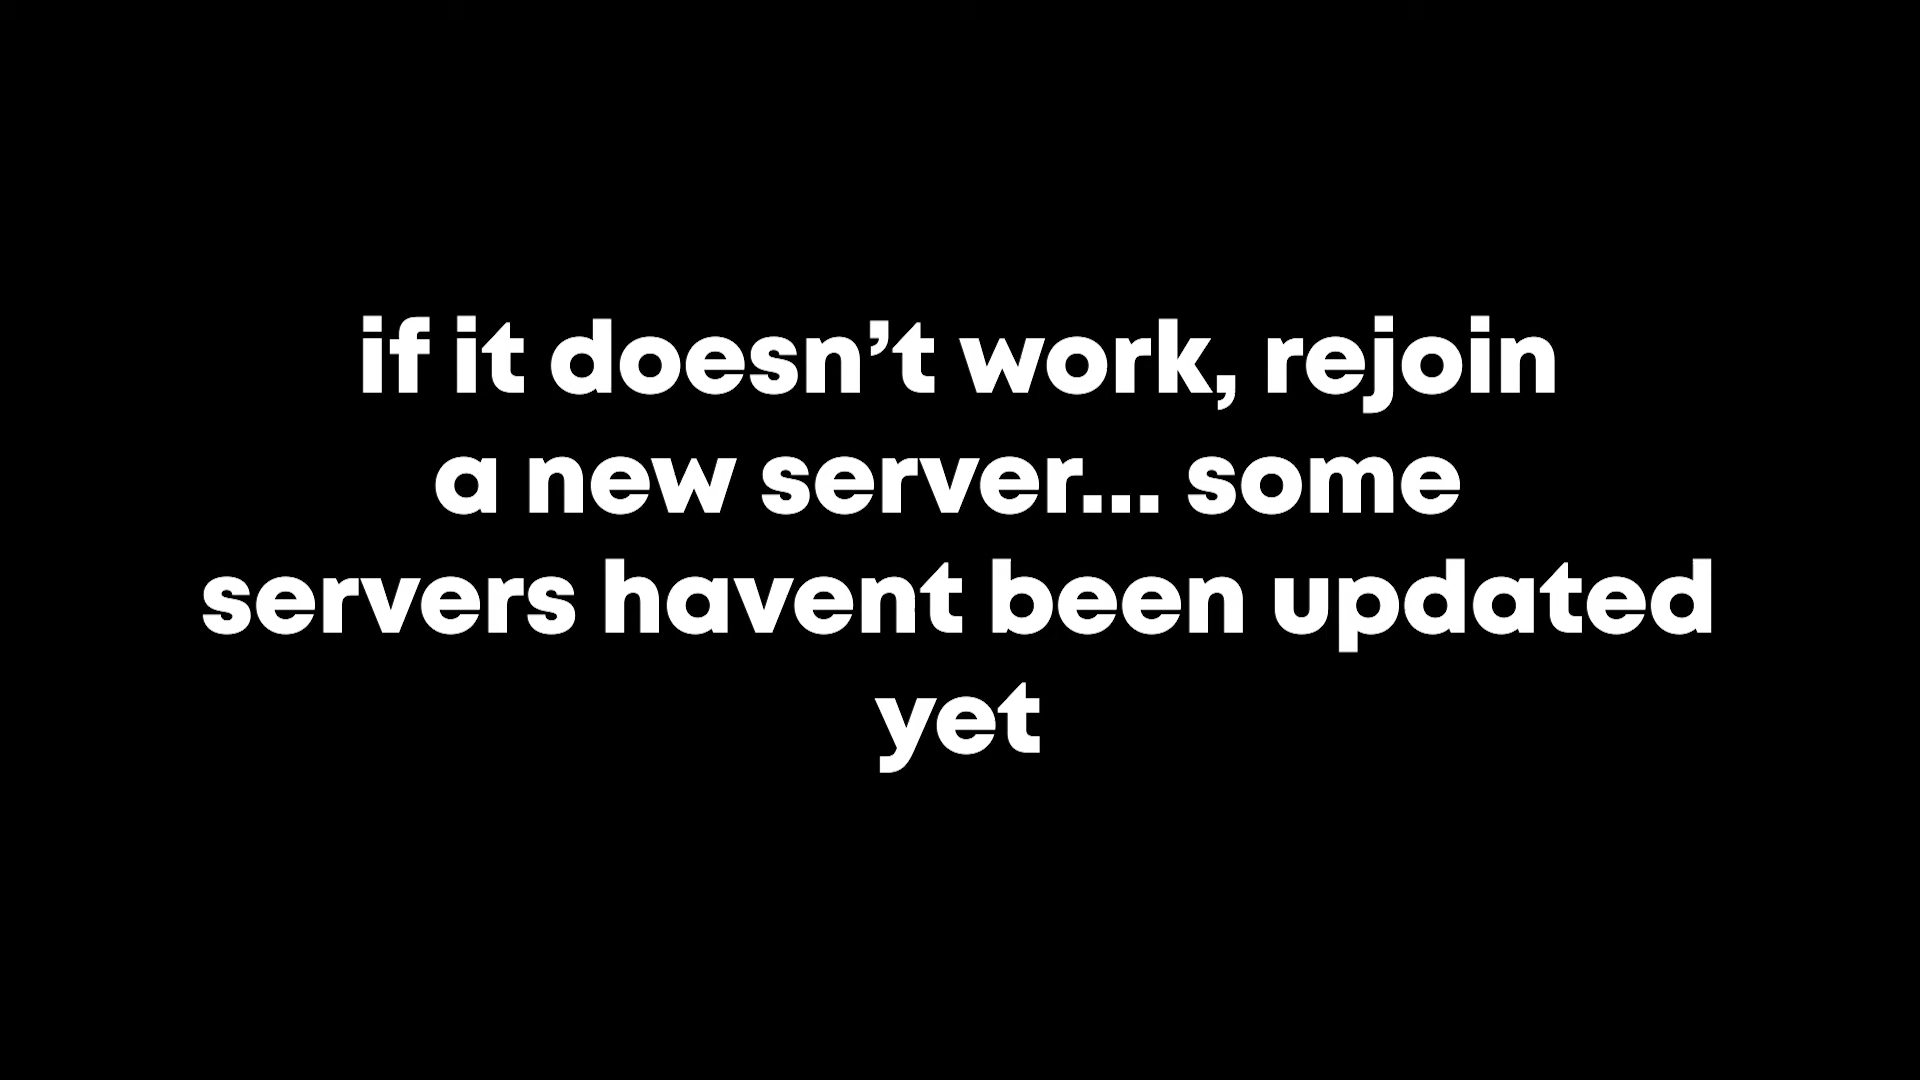 if it doesn’t work, rejoin
a new server... some
servers havent been updated
yet